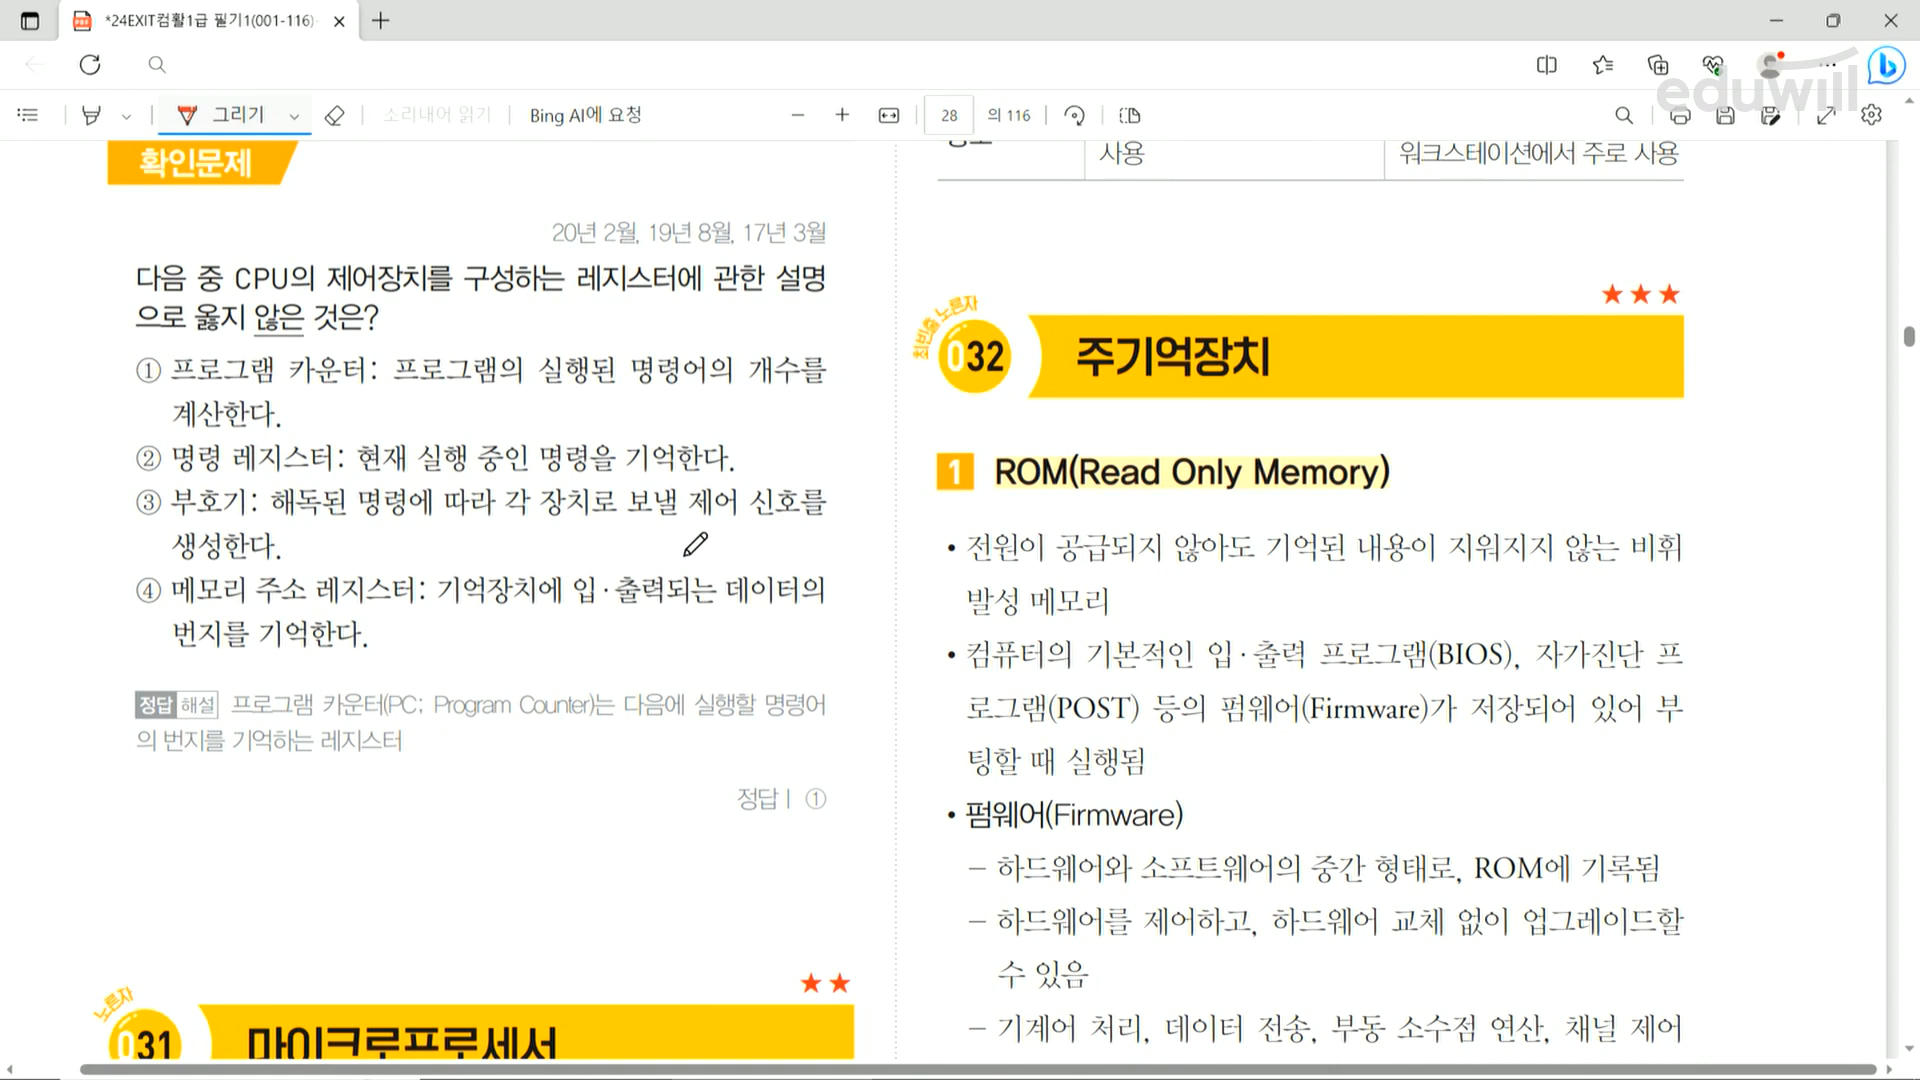 *24EXIT컴활1급 필기1(001-116)
eduwill
그리기
소리내어 읽기
Bing AI에 요청
28
의 116
확인문제
20년 2월, 19년 8월, 17년 3월
다음 중 CPU의 제어장치를 구성하는 레지스터에 관한 설명
으로 옳지 않은 것은?
① 프로그램 카운터: 프로그램의 실행된 명령어의 개수를
계산한다.
② 명령 레지스터: 현재 실행 중인 명령을 기억한다.
③ 부호기: 해독된 명령에 따라 각 장치로 보낼 제어 신호를
생성한다.
④ 메모리 주소 레지스터: 기억장치에 입·출력되는 데이터의
번지를 기억한다.
정답 해설 프로그램 카운터(PC; Program Counter)는 다음에 실행할 명령어
의 번지를 기억하는 레지스터
정답 | ①
노른자
031 마이크로프로세서
사용
워크스테이션에서 주로 사용
최빈출 노른자
032 주기억장치
1 ROM(Read Only Memory)
• 전원이 공급되지 않아도 기억된 내용이 지워지지 않는 비휘
발성 메모리
• 컴퓨터의 기본적인 입·출력 프로그램(BIOS), 자가진단 프
로그램(POST) 등의 펌웨어(Firmware)가 저장되어 있어 부
팅할 때 실행됨
• 펌웨어(Firmware)
– 하드웨어와 소프트웨어의 중간 형태로, ROM에 기록됨
– 하드웨어를 제어하고, 하드웨어 교체 없이 업그레이드할
수 있음
– 기계어 처리, 데이터 전송, 부동 소수점 연산, 채널 제어